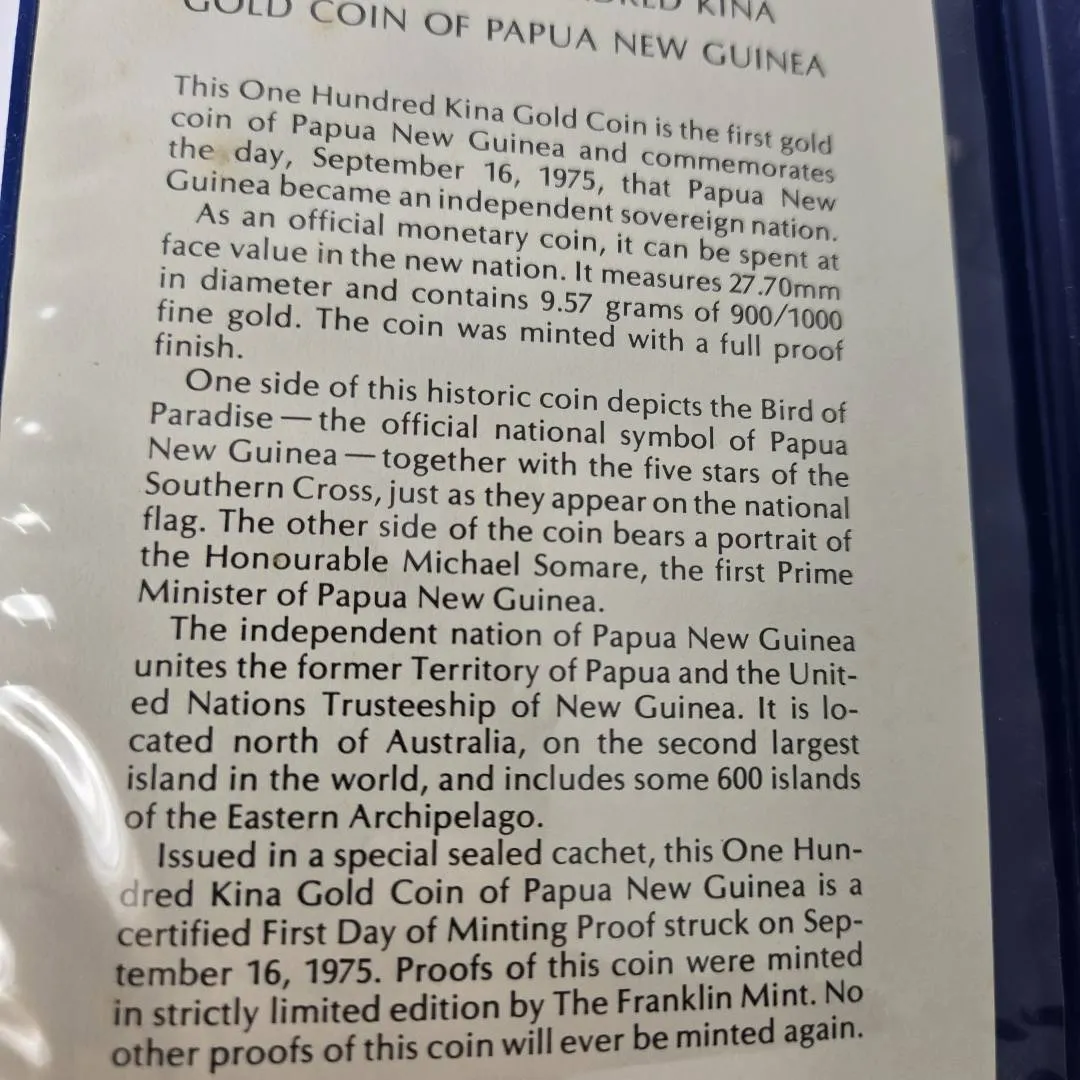 KINA
GOLD COIN OF PAPUA NEW GUINEA
This One Hundred Kina Gold Coin is the first gold
coin of Papua New Guinea and commemorates
the day, September 16, 1975, that Papua New
Guinea became an independent sovereign nation.
As an official monetary coin, it can be spent at
face value in the new nation. It measures 27.70mm
in diameter and contains 9.57 grams of 900/1000
fine gold. The coin was minted with a full proof
finish.
One side of this historic coin depicts the Bird of
Paradise — the official national symbol of Papua
New Guinea — together with the five stars of the
Southern Cross, just as they appear on the national
flag. The other side of the coin bears a portrait of
the Honourable Michael Somare, the first Prime
Minister of Papua New Guinea.
The independent nation of Papua New Guinea
unites the former Territory of Papua and the Unit-
ed Nations Trusteeship of New Guinea. It is lo-
cated north of Australia, on the second largest
island in the world, and includes some 600 islands
of the Eastern Archipelago.
Issued in a special sealed cachet, this One Hun-
dred Kina Gold Coin of Papua New Guinea is a
certified First Day of Minting Proof struck on Sep-
tember 16, 1975. Proofs of this coin were minted
in strictly limited edition by The Franklin Mint. No
other proofs of this coin will ever be minted again.